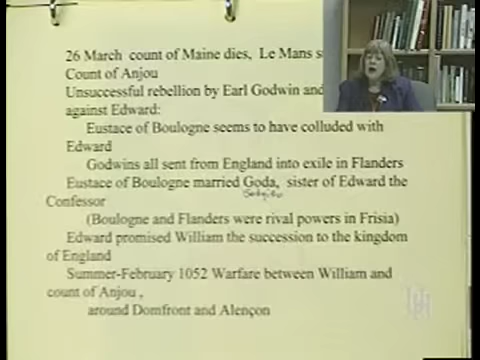 26 March count of Maine dies, Le Mans s
Count of Anjou
Unsuccessful rebellion by Earl Godwin and
against Edward:
Eustace of Boulogne seems to have colluded with
Edward
Godwins all sent from England into exile in Flanders
Eustace of Boulogne married Goda, sister of Edward the
Confessor
(Boulogne and Flanders were rival powers in Frisia)
Edward promised William the succession to the kingdom
of England
Summer-February 1052 Warfare between William and
count of Anjou,
around Domfront and Alençon